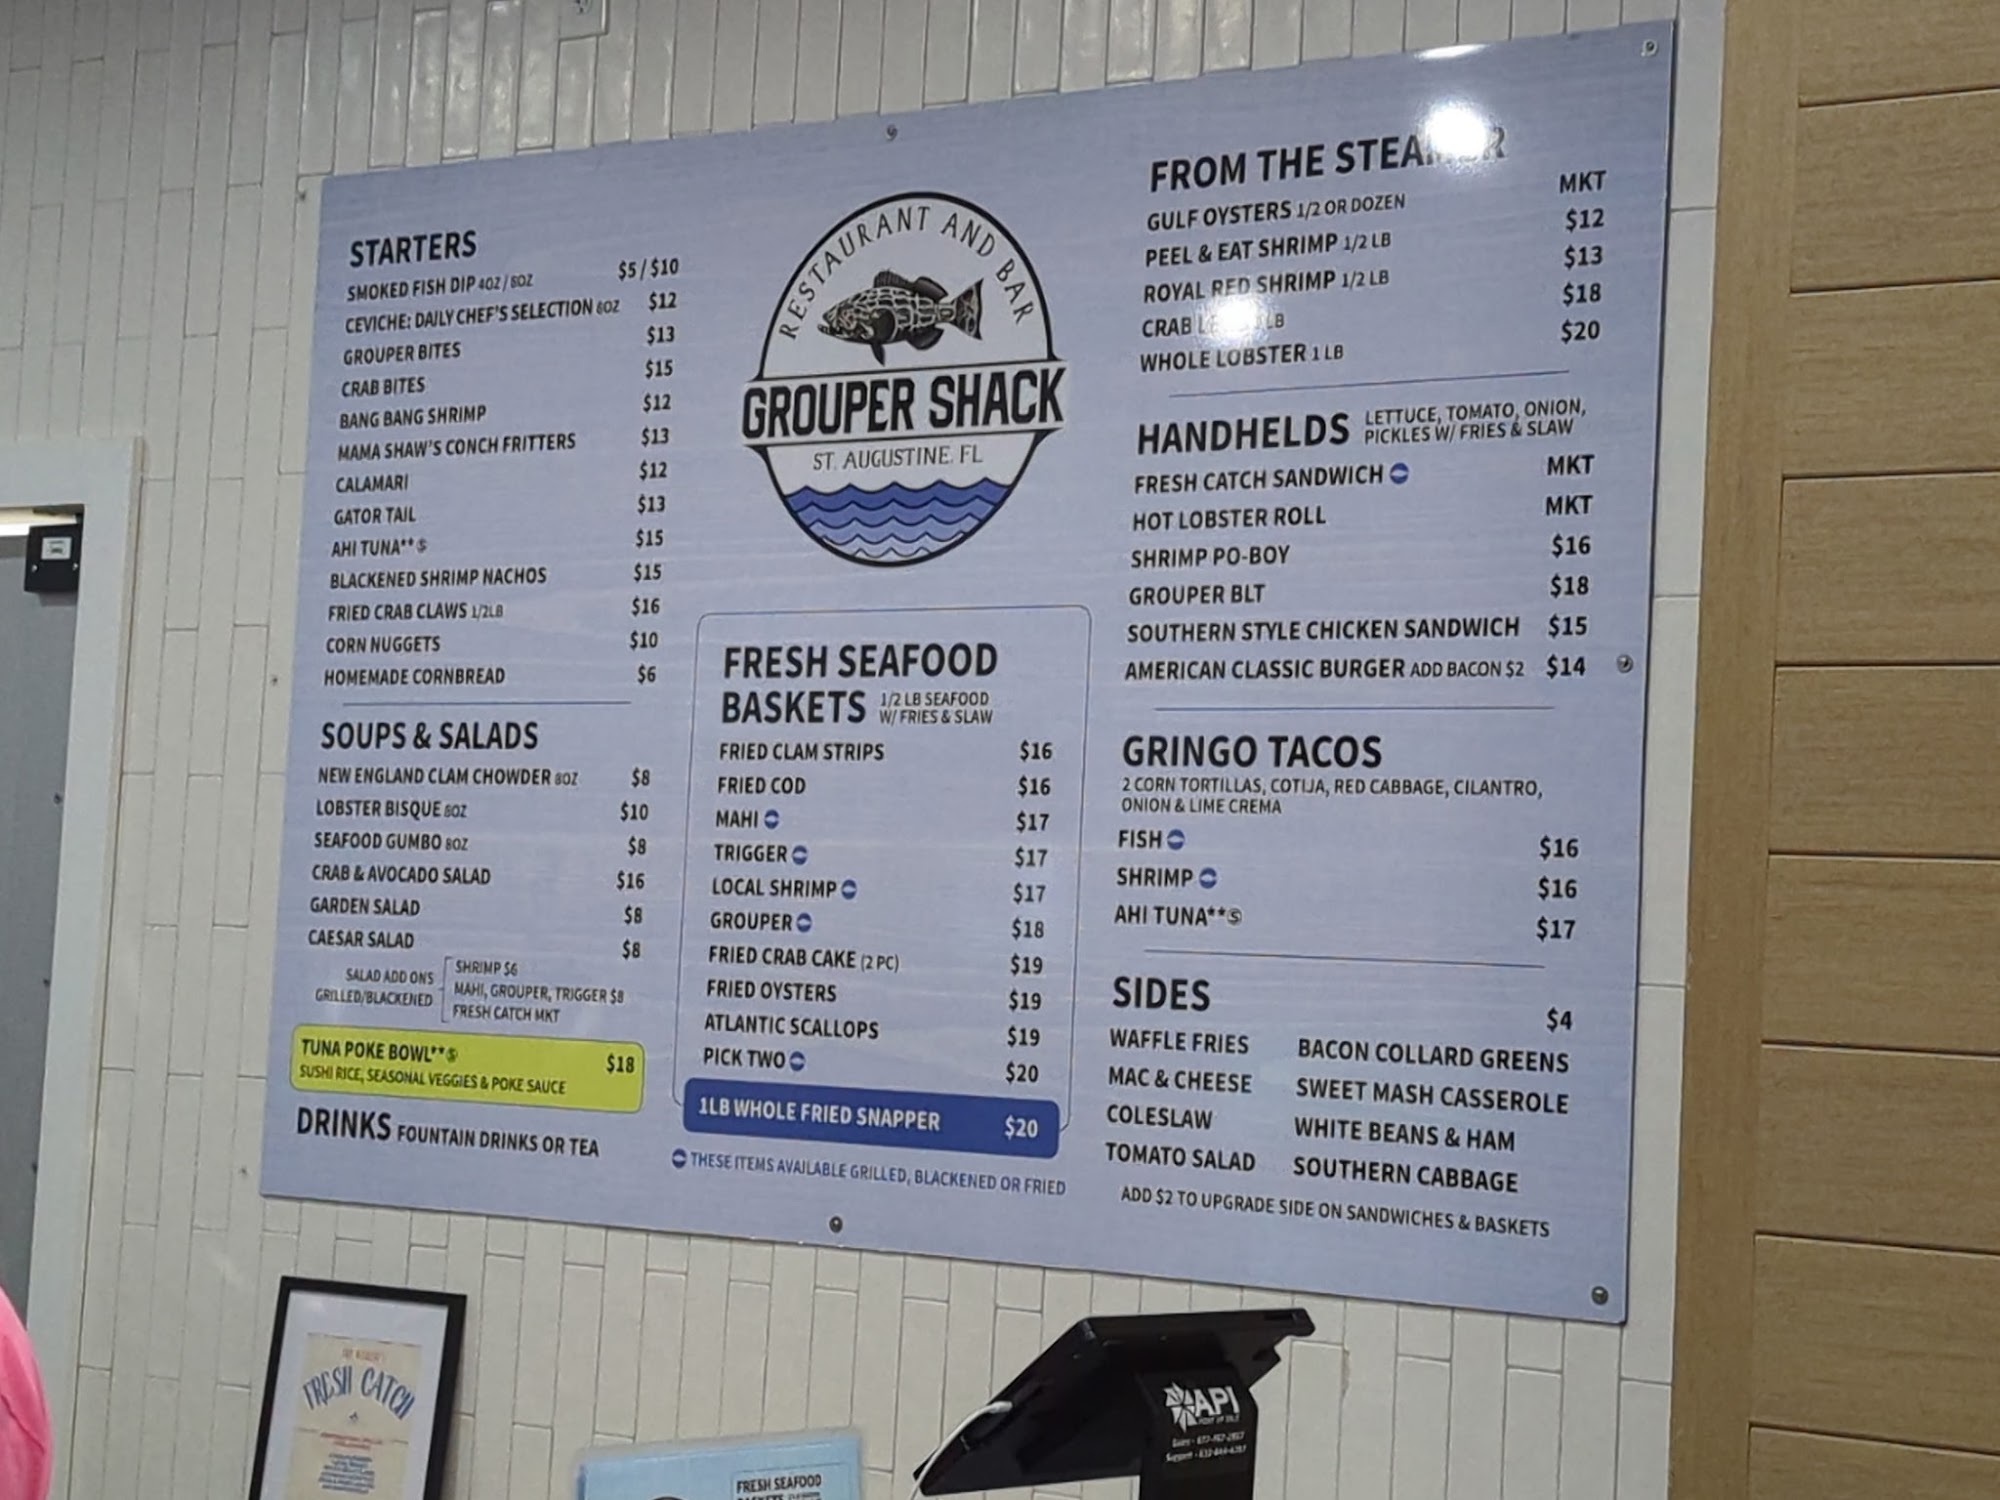 STARTERS
SMOKED FISH DIP 4OZ / 8OZ $5 / $10
CEVICHE: DAILY CHEF'S SELECTION 6OZ $12
GROUPER BITES $13
CRAB BITES $15
BANG BANG SHRIMP $12
MAMA SHAW'S CONCH FRITTERS $13
CALAMARI $12
GATOR TAIL $13
AHI TUNA** Ⓢ $15
BLACKENED SHRIMP NACHOS $15
FRIED CRAB CLAWS 1/2LB $16
CORN NUGGETS $10
HOMEMADE CORNBREAD $6
SOUPS & SALADS
NEW ENGLAND CLAM CHOWDER 8OZ $8
LOBSTER BISQUE 8OZ $10
SEAFOOD GUMBO 8OZ $8
CRAB & AVOCADO SALAD $16
GARDEN SALAD $8
CAESAR SALAD $8
SALAD ADD ONS
GRILLED/BLACKENED
SHRIMP $6
MAHI, GROUPER, TRIGGER $8
FRESH CATCH MKT
TUNA POKE BOWL**Ⓢ $18
SUSHI RICE, SEASONAL VEGGIES & POKE SAUCE
DRINKS FOUNTAIN DRINKS OR TEA
RESTAURANT AND BAR
GROUPER SHACK
ST. AUGUSTINE, FL
FRESH SEAFOOD
BASKETS 1/2 LB SEAFOOD
W/ FRIES & SLAW
FRIED CLAM STRIPS $16
FRIED COD $16
MAHI $17
TRIGGER $17
LOCAL SHRIMP $17
GROUPER $18
FRIED CRAB CAKE (2 PC) $19
FRIED OYSTERS $19
ATLANTIC SCALLOPS $19
PICK TWO $20
1LB WHOLE FRIED SNAPPER $20
THESE ITEMS AVAILABLE GRILLED, BLACKENED OR FRIED
FROM THE
GULF OYSTERS 1/2 OR DOZEN MKT
PEEL & EAT SHRIMP 1/2 LB $12
ROYAL RED SHRIMP 1/2 LB $13
CRAB LB $18
WHOLE LOBSTER 1 LB $20
HANDHELDS LETTUCE, TOMATO, ONION,
PICKLES W/ FRIES & SLAW
FRESH CATCH SANDWICH MKT
HOT LOBSTER ROLL MKT
SHRIMP PO-BOY $16
GROUPER BLT $18
SOUTHERN STYLE CHICKEN SANDWICH $15
AMERICAN CLASSIC BURGER ADD BACON $2 $14
GRINGO TACOS
2 CORN TORTILLAS, COTIJA, RED CABBAGE, CILANTRO,
ONION & LIME CREMA
FISH $16
SHRIMP $16
AHI TUNA**Ⓢ $17
SIDES $4
WAFFLE FRIES BACON COLLARD GREENS
MAC & CHEESE SWEET MASH CASSEROLE
COLESLAW WHITE BEANS & HAM
TOMATO SALAD SOUTHERN CABBAGE
ADD $2 TO UPGRADE SIDE ON SANDWICHES & BASKETS
FRESH CATCH
FRESH SEAFOOD
API